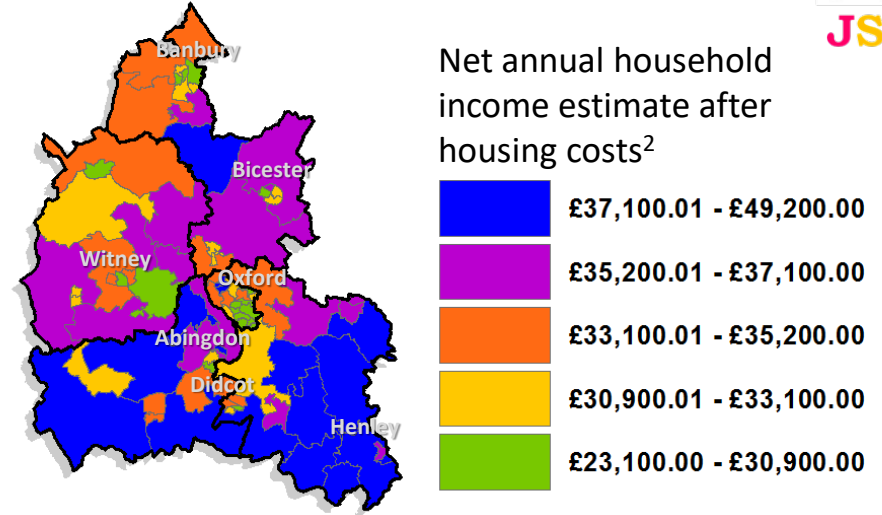 JS
Net annual household
income estimate after
housing costs²
£37,100.01 - £49,200.00
£35,200.01 - £37,100.00
£33,100.01 - £35,200.00
£30,900.01 - £33,100.00
£23,100.00 - £30,900.00
Banbury
Bicester
Witney
Oxford
Abingdon
Didcot
Henley